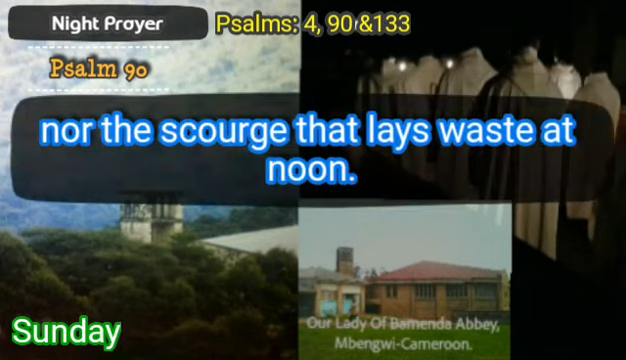 Night Prayer
Psalms: 4, 90 &133
Psalm 90
nor the scourge that lays waste at
noon.
Our Lady Of Bamenda Abbey,
Mbengwi-Cameroon.
Sunday